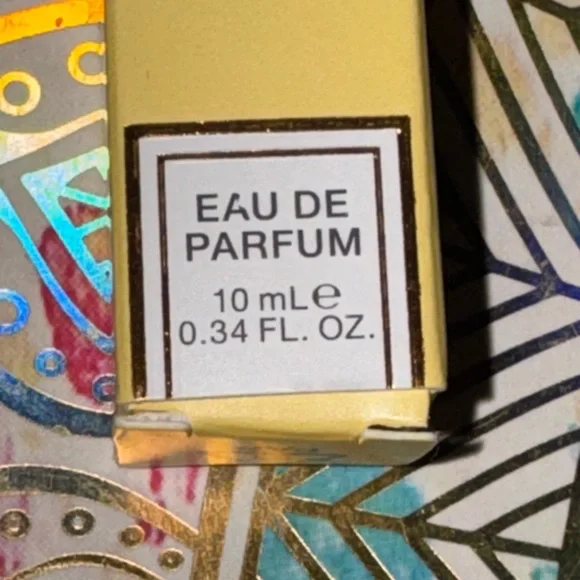 EAU DE
PARFUM
10 mL℮
0.34 FL. OZ.